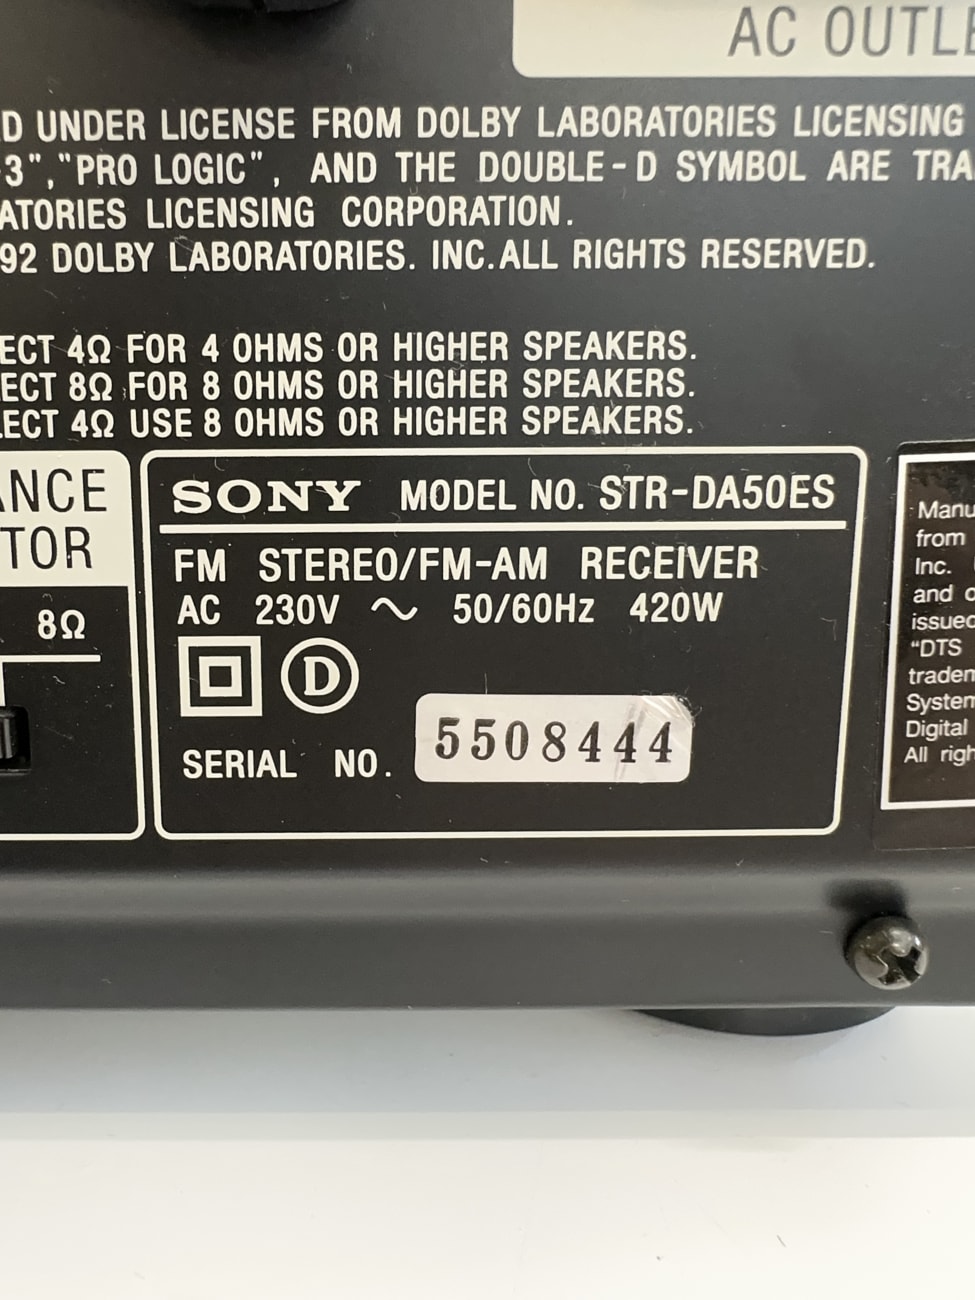 AC OUTLE
D UNDER LICENSE FROM DOLBY LABORATORIES LICENSING
3", "PRO LOGIC", AND THE DOUBLE-D SYMBOL ARE TRA
ATORIES LICENSING CORPORATION.
92 DOLBY LABORATORIES. INC.ALL RIGHTS RESERVED.
ECT 4Ω FOR 4 OHMS OR HIGHER SPEAKERS.
ECT 8Ω FOR 8 OHMS OR HIGHER SPEAKERS.
LECT 4Ω USE 8 OHMS OR HIGHER SPEAKERS.
ANCE
TOR
8Ω
SONY MODEL NO. STR-DA50ES
FM STEREO/FM-AM RECEIVER
AC 230V ～ 50/60Hz 420W
D
SERIAL NO. 5508444
Manu
from
Inc.
and
issued
"DTS
tradem
System
Digital
All righ